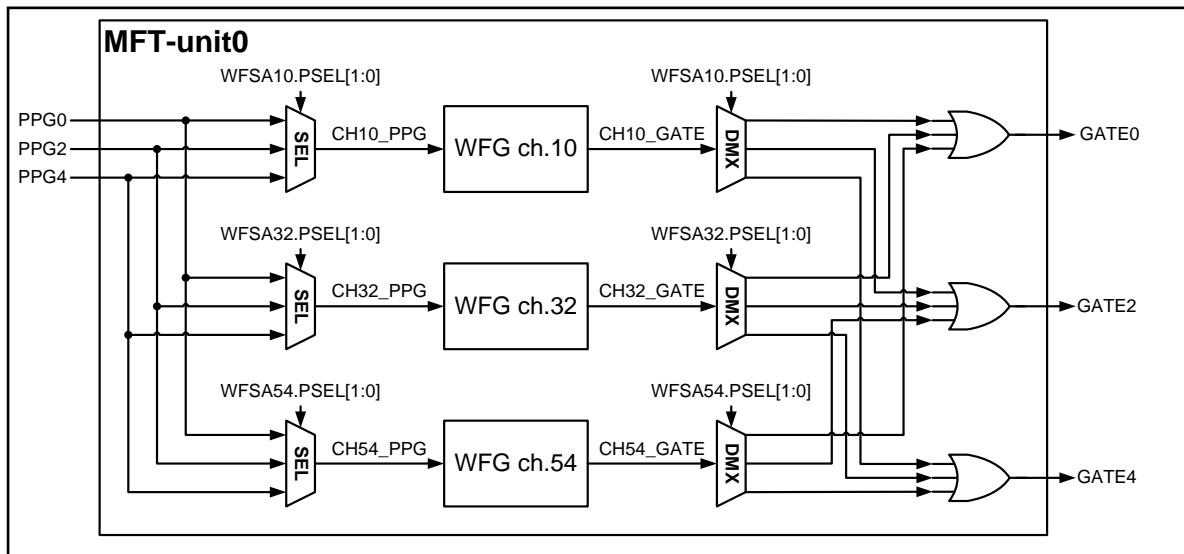 MFT-unit0
WFSA10.PSEL[1:0]
WFSA10.PSEL[1:0]
PPG0
PPG2
PPG4
SEL
CH10_PPG
WFG ch.10
CH10_GATE
DMX
GATE0
WFSA32.PSEL[1:0]
WFSA32.PSEL[1:0]
SEL
CH32_PPG
WFG ch.32
CH32_GATE
DMX
GATE2
WFSA54.PSEL[1:0]
WFSA54.PSEL[1:0]
SEL
CH54_PPG
WFG ch.54
CH54_GATE
DMX
GATE4